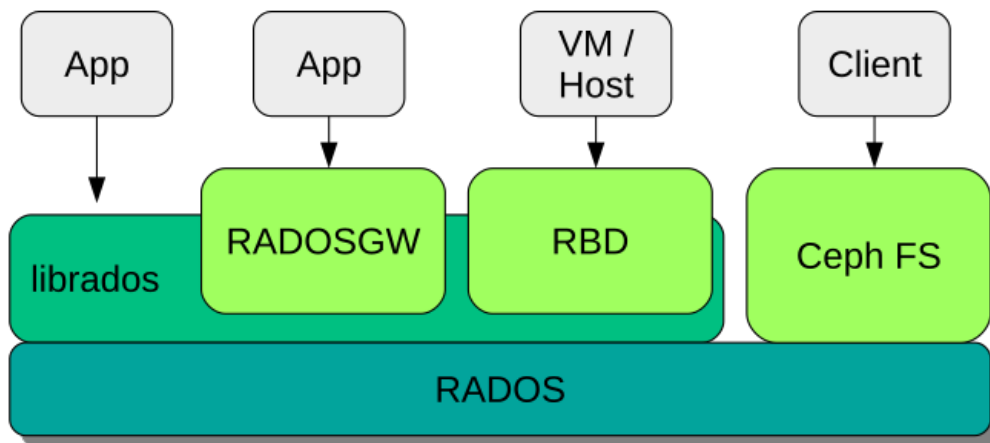 App
App
VM /
Host
Client
RADOSGW
RBD
Ceph FS
librados
RADOS